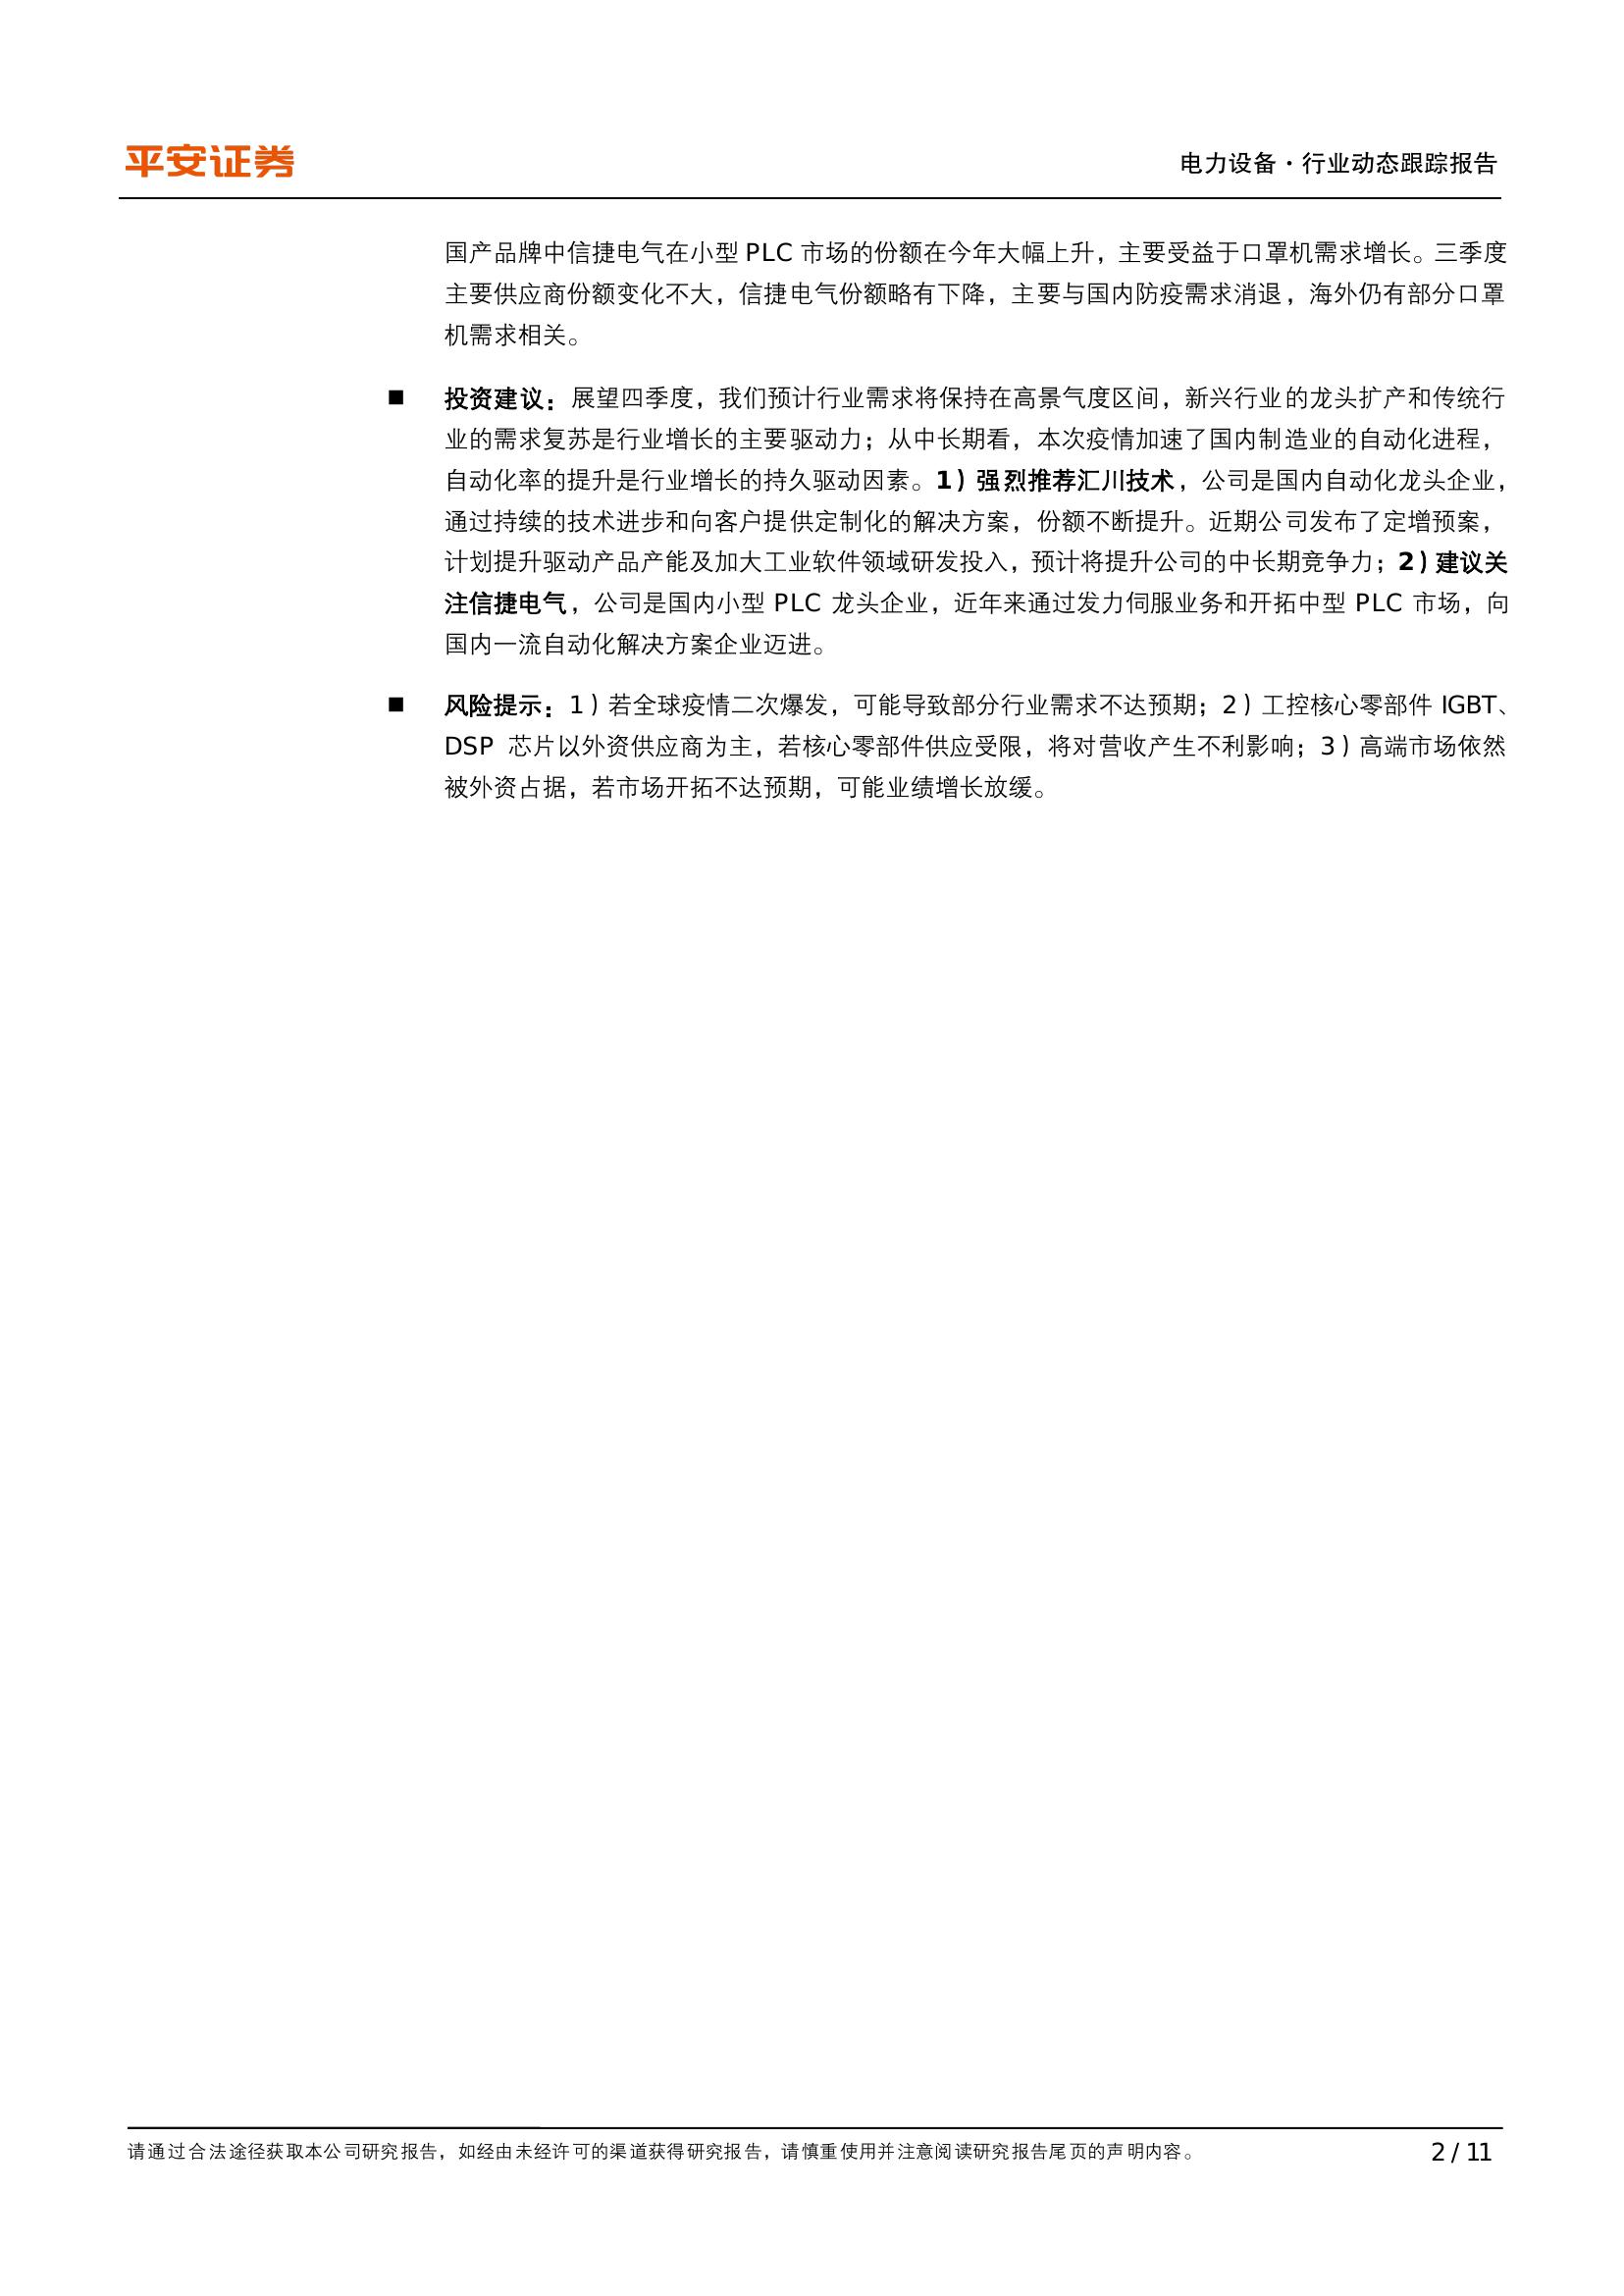 平安证券
电力设备·行业动态跟踪报告
国产品牌中信捷电气在小型 PLC 市场的份额在今年大幅上升，主要受益于口罩机需求增长。三季度
主要供应商份额变化不大，信捷电气份额略有下降，主要与国内防疫需求消退，海外仍有部分口罩
机需求相关。
■ 投资建议：展望四季度，我们预计行业需求将保持在高景气度区间，新兴行业的龙头扩产和传统行
业的需求复苏是行业增长的主要驱动力；从中长期看，本次疫情加速了国内制造业的自动化进程，
自动化率的提升是行业增长的持久驱动因素。1）强烈推荐汇川技术，公司是国内自动化龙头企业，
通过持续的技术进步和向客户提供定制化的解决方案，份额不断提升。近期公司发布了定增预案，
计划提升驱动产品产能及加大工业软件领域研发投入，预计将提升公司的中长期竞争力；2）建议关
注信捷电气，公司是国内小型 PLC 龙头企业，近年来通过发力伺服业务和开拓中型 PLC 市场，向
国内一流自动化解决方案企业迈进。
■ 风险提示：1）若全球疫情二次爆发，可能导致部分行业需求不达预期；2）工控核心零部件 IGBT、
DSP 芯片以外资供应商为主，若核心零部件供应受限，将对营收产生不利影响；3）高端市场依然
被外资占据，若市场开拓不达预期，可能业绩增长放缓。
请通过合法途径获取本公司研究报告，如经由未经许可的渠道获得研究报告，请慎重使用并注意阅读研究报告尾页的声明内容。
2 / 11